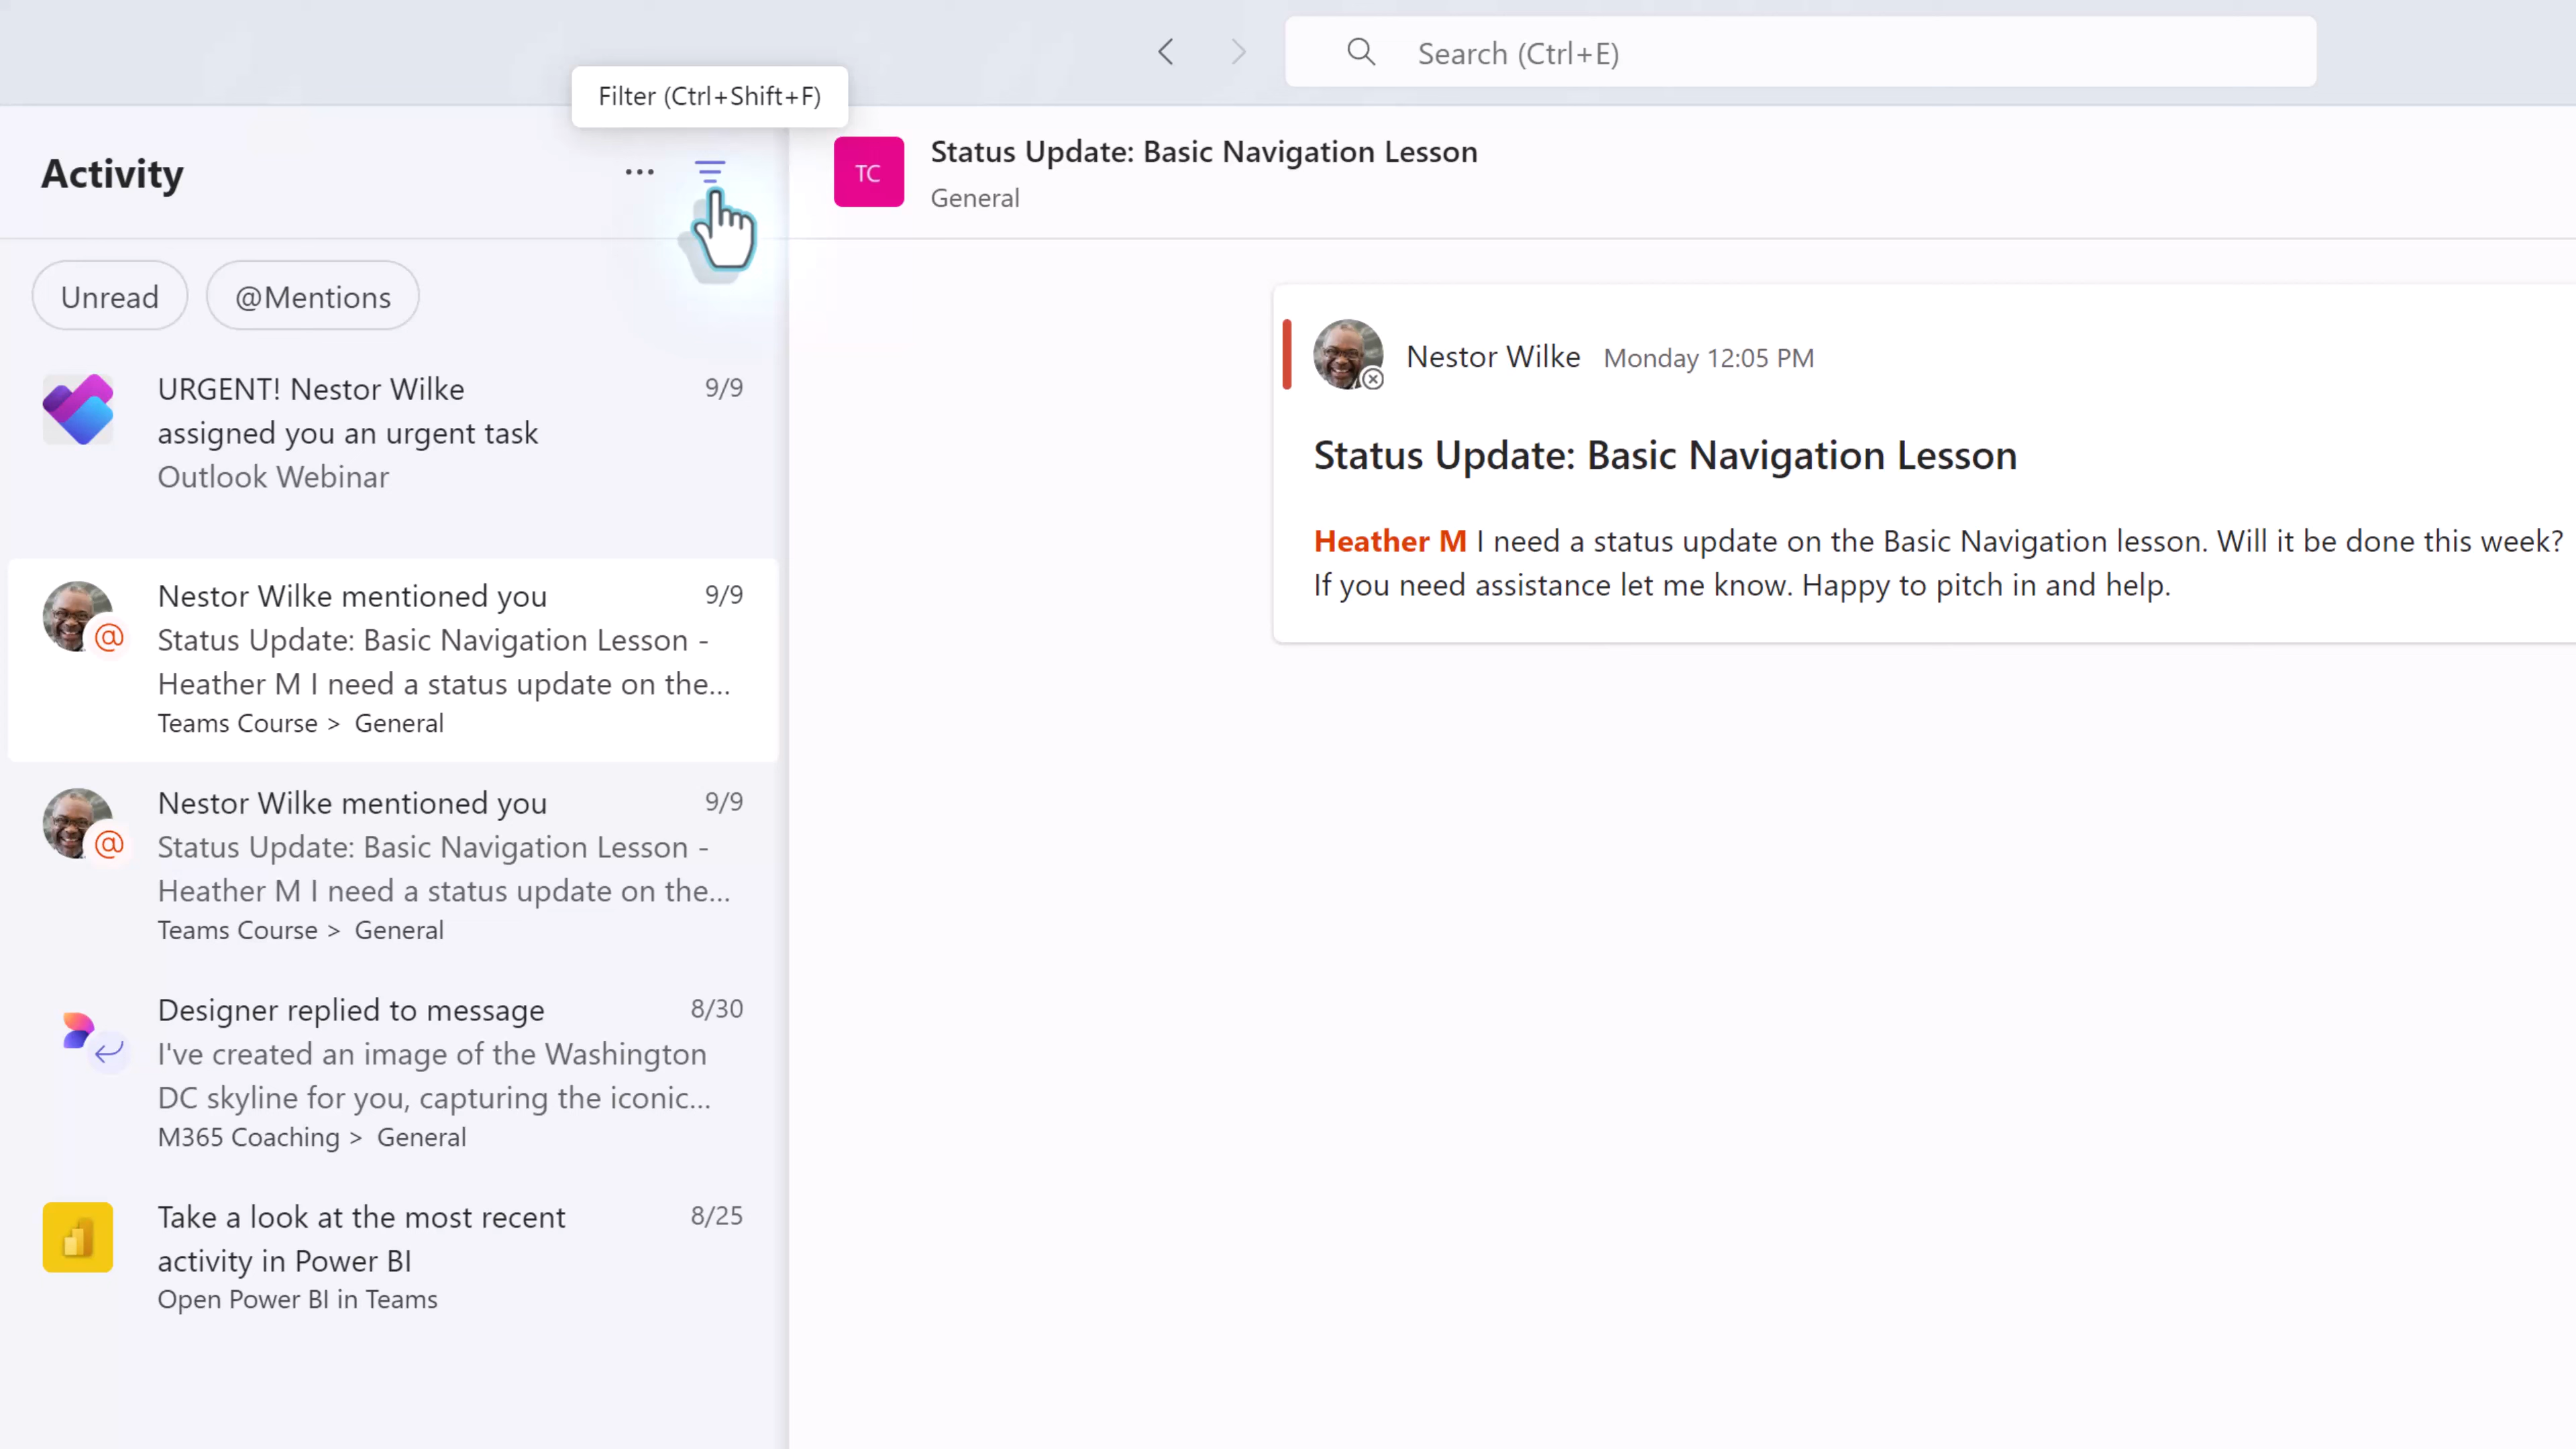 Search (Ctrl+E)
Filter (Ctrl+Shift+F)
Activity
Unread
@Mentions
URGENT! Nestor Wilke
assigned you an urgent task
9/9
Outlook Webinar
Nestor Wilke mentioned you
9/9
@
Status Update: Basic Navigation Lesson -
Heather M I need a status update on the...
Teams Course > General
Nestor Wilke mentioned you
9/9
@
Status Update: Basic Navigation Lesson -
Heather M I need a status update on the...
Teams Course > General
Designer replied to message
8/30
I've created an image of the Washington
DC skyline for you, capturing the iconic...
M365 Coaching > General
Take a look at the most recent
8/25
activity in Power BI
Open Power BI in Teams
TC
Status Update: Basic Navigation Lesson
General
Nestor Wilke Monday 12:05 PM
Status Update: Basic Navigation Lesson
Heather M I need a status update on the Basic Navigation lesson. Will it be done this week?
If you need assistance let me know. Happy to pitch in and help.